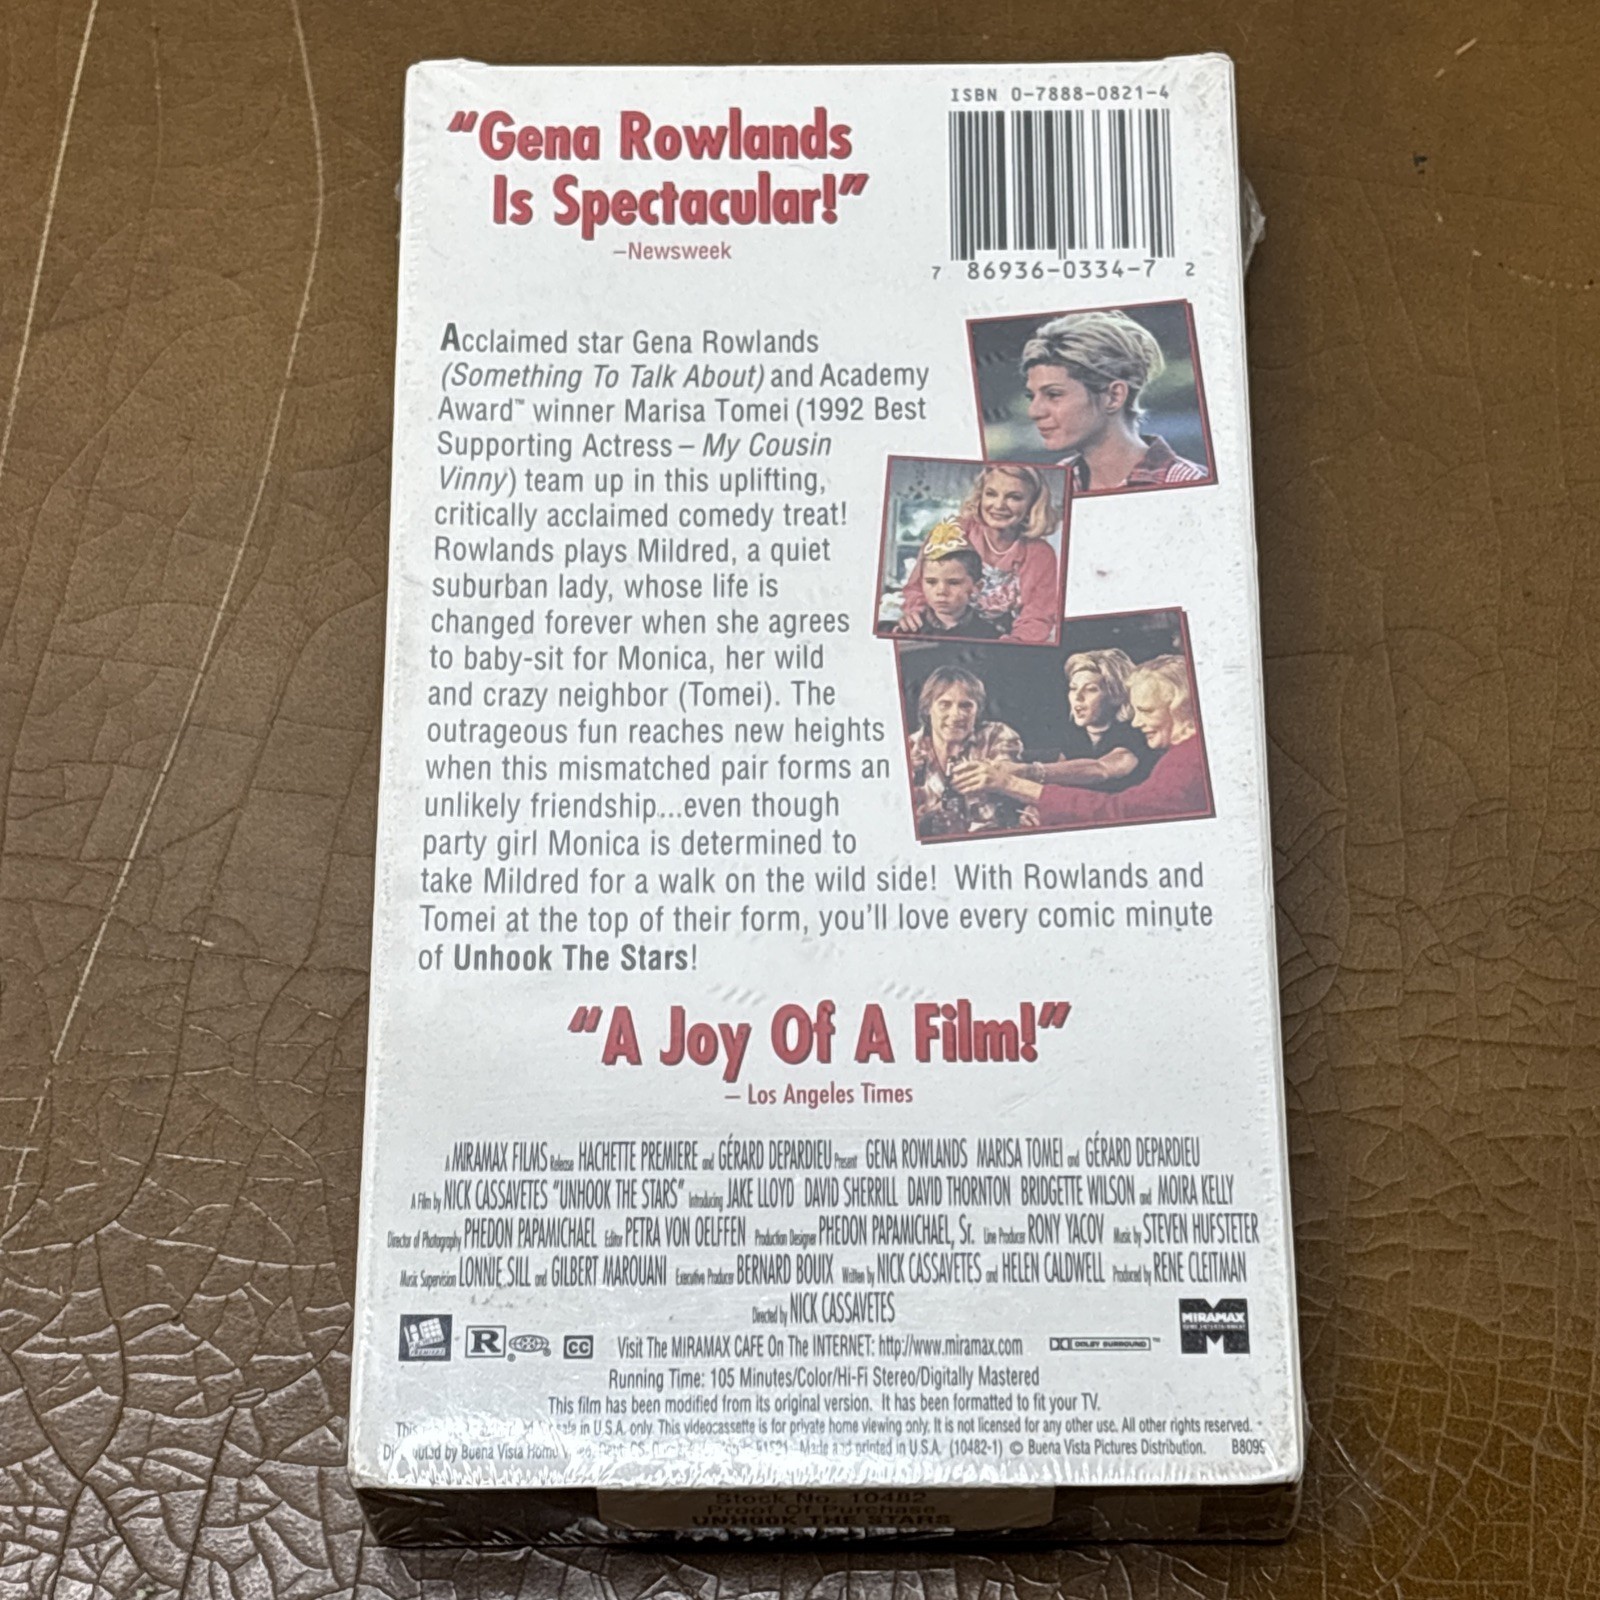 "Gena Rowlands
Is Spectacular!"
–Newsweek
ISBN 0-7888-0821-4
7 86936-0334-7 2
Acclaimed star Gena Rowlands
(Something To Talk About) and Academy
Award™ winner Marisa Tomei (1992 Best
Supporting Actress – My Cousin
Vinny) team up in this uplifting,
critically acclaimed comedy treat!
Rowlands plays Mildred, a quiet
suburban lady, whose life is
changed forever when she agrees
to baby-sit for Monica, her wild
and crazy neighbor (Tomei). The
outrageous fun reaches new heights
when this mismatched pair forms an
unlikely friendship...even though
party girl Monica is determined to
take Mildred for a walk on the wild side! With Rowlands and
Tomei at the top of their form, you'll love every comic minute
of Unhook The Stars!
"A Joy Of A Film!"
– Los Angeles Times
A MIRAMAX FILMS Release HACHETTE PREMIERE and GÉRARD DEPARDIEU Present GENA ROWLANDS MARISA TOMEI and GÉRARD DEPARDIEU
A Film by NICK CASSAVETES "UNHOOK THE STARS" Introducing JAKE LLOYD DAVID SHERRILL DAVID THORNTON BRIDGETTE WILSON and MOIRA KELLY
Director of Photography PHEDON PAPAMICHAEL Editor PETRA VON OELFFEN Production Designer PHEDON PAPAMICHAEL, Sr. Line Producer RONY YACOV Music by STEVEN HUFSTETER
Music Supervision LONNIE SILL and GILBERT MAROUANI Executive Producer BERNARD BOUIX Written by NICK CASSAVETES and HELEN CALDWELL Produced by RENE CLEITMAN
Directed by NICK CASSAVETES
R ® CC Visit The MIRAMAX CAFE On The INTERNET: http://www.miramax.com DOLBY SURROUND™ MIRAMAX
Running Time: 105 Minutes/Color/Hi-Fi Stereo/Digitally Mastered
This film has been modified from its original version. It has been formatted to fit your TV.
This sale in U.S.A. only. This videocassette is for private home viewing only. It is not licensed for any other use. All other rights reserved.
by Buena Vista Home Made and printed in U.S.A. (10482-1) © Buena Vista Pictures Distribution. B8099
Stock No. 10482
Proof Of Purchase
UNHOOK THE STARS